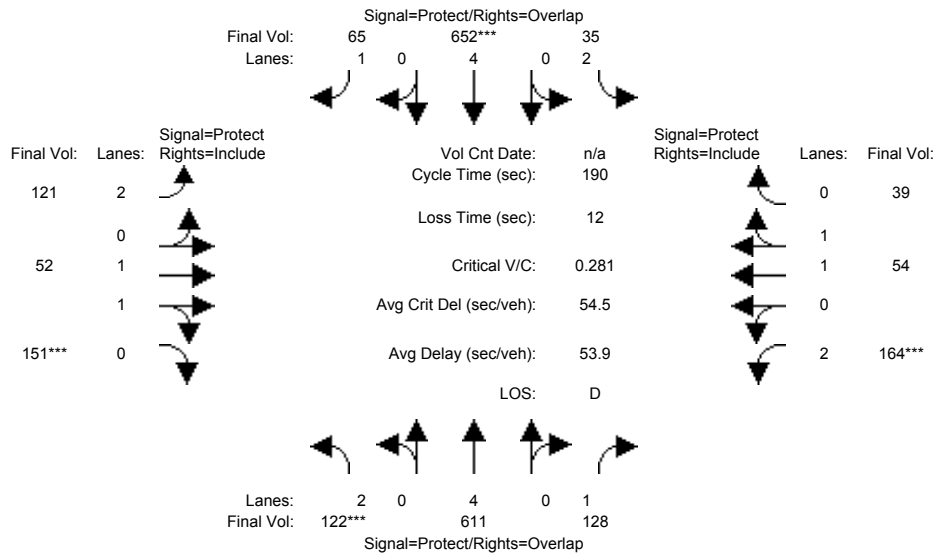 Signal=Protect/Rights=Overlap
Final Vol: 65 652*** 35
Lanes: 1 0 4 0 2
Signal=Protect Signal=Protect
Final Vol: Lanes: Rights=Include Vol Cnt Date: n/a Rights=Include Lanes: Final Vol:
Cycle Time (sec): 190
121 2 0 39
Loss Time (sec): 12
0 1
52 1 Critical V/C: 0.281 1 54
1 Avg Crit Del (sec/veh): 54.5 0
151*** 0 Avg Delay (sec/veh): 53.9 2 164***
LOS: D
Lanes: 2 0 4 0 1
Final Vol: 122*** 611 128
Signal=Protect/Rights=Overlap